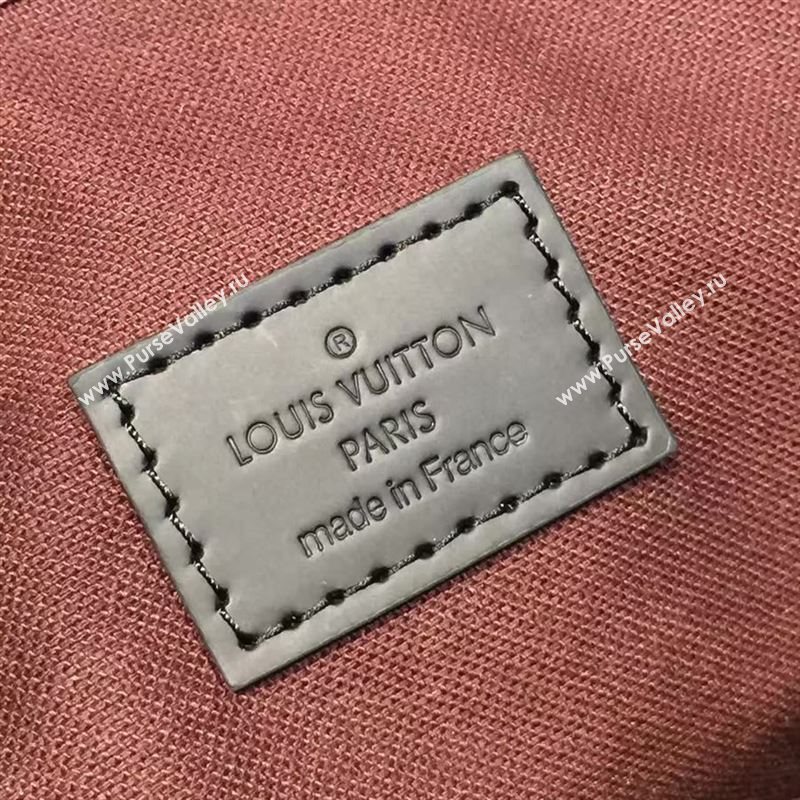 ®
LOUIS VUITTON
PARIS
made in France
www.PurseValley.ru
www.PurseValley.ru